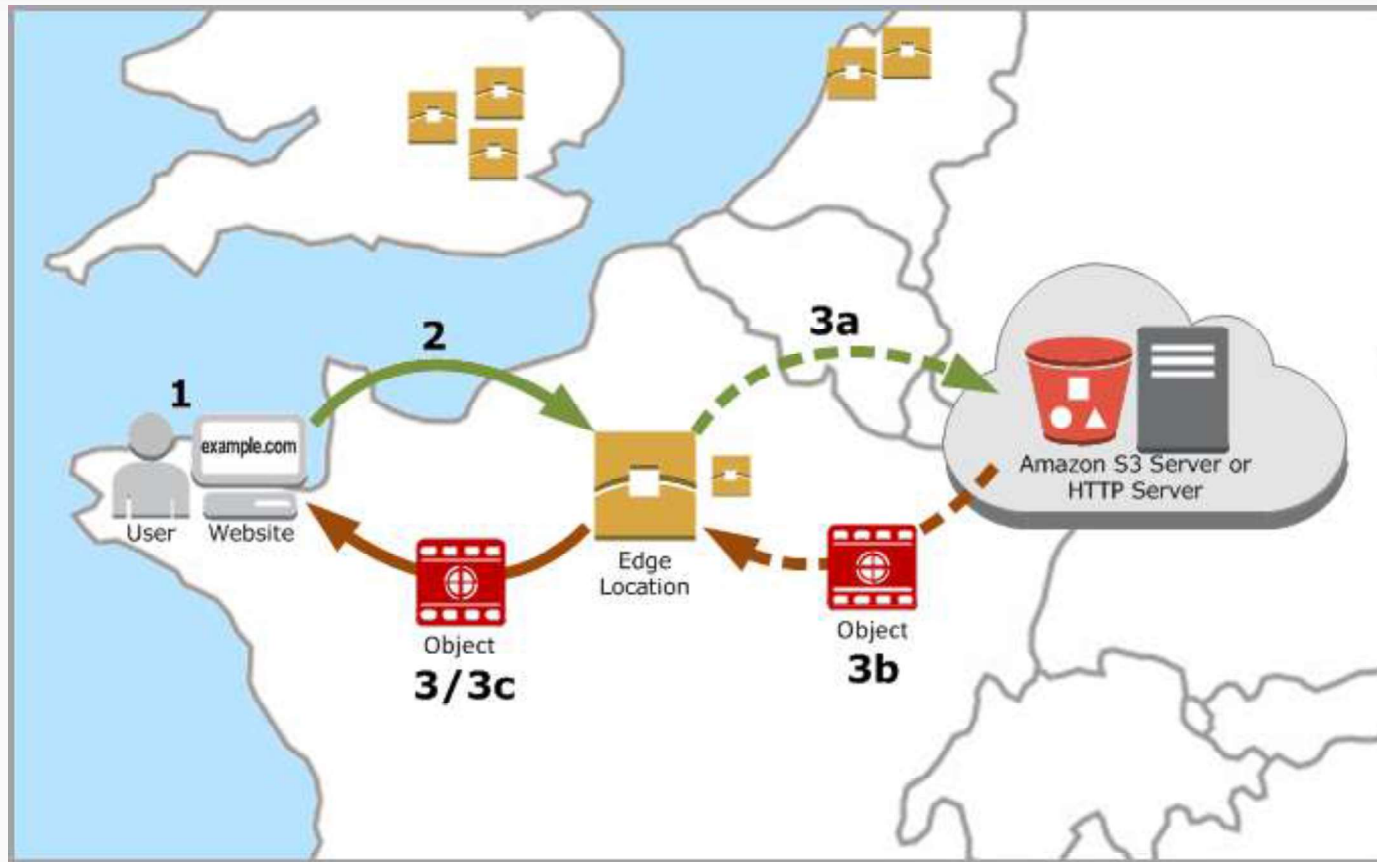 2
3a
1
example.com
User
Website
Edge
Location
Amazon S3 Server or
HTTP Server
Object
3/3c
Object
3b